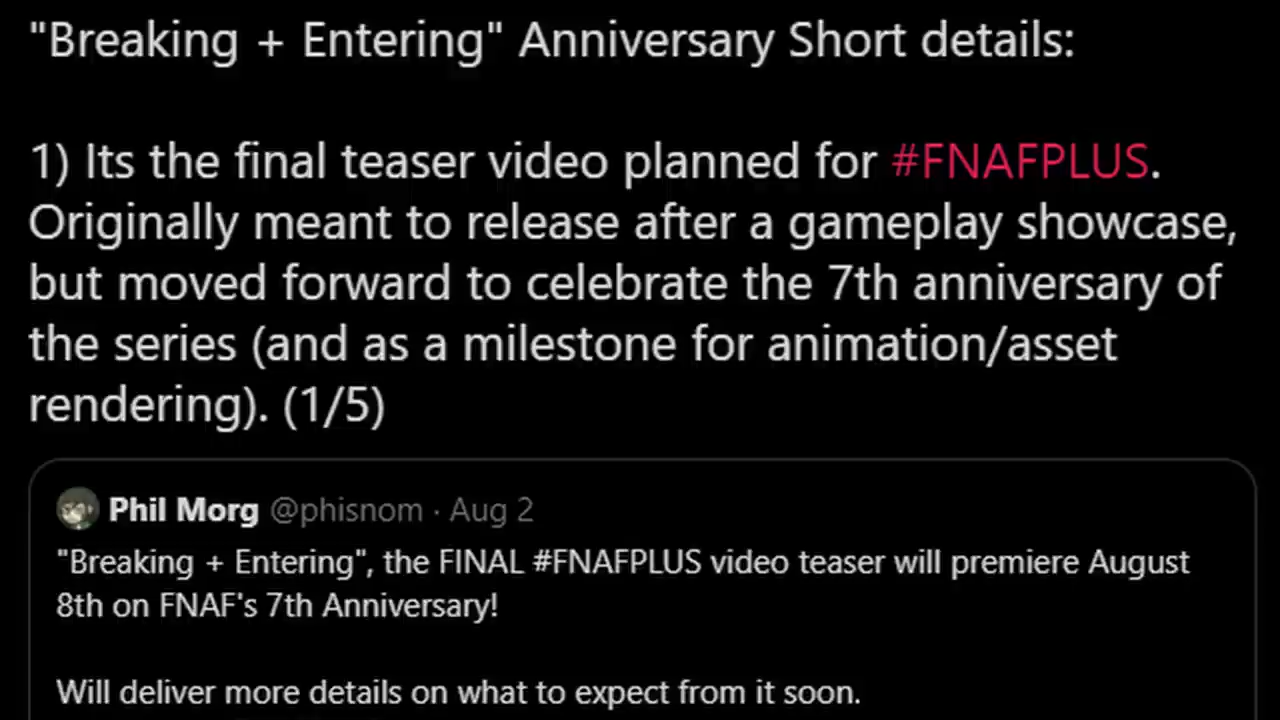 "Breaking + Entering" Anniversary Short details:
1) Its the final teaser video planned for #FNAFPLUS.
Originally meant to release after a gameplay showcase,
but moved forward to celebrate the 7th anniversary of
the series (and as a milestone for animation/asset
rendering). (1/5)
Phil Morg @phisnom · Aug 2
"Breaking + Entering", the FINAL #FNAFPLUS video teaser will premiere August
8th on FNAF's 7th Anniversary!
Will deliver more details on what to expect from it soon.